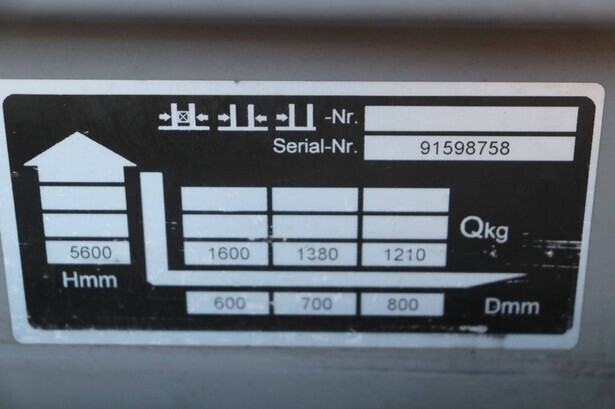 -Nr.
Serial-Nr. 91598758
Qkg
5600 1600 1380 1210
Hmm
600 700 800 Dmm